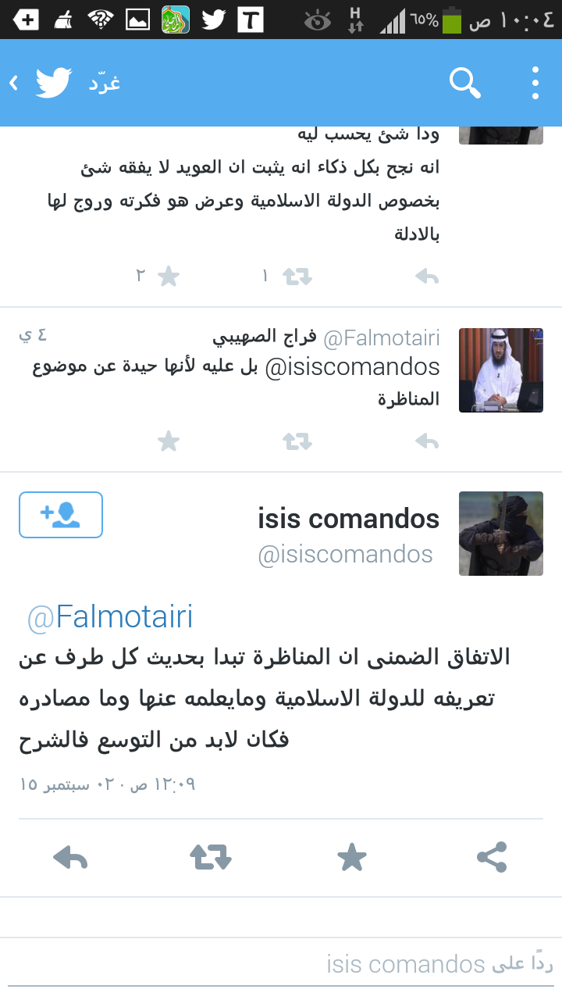 ١٠:٠٤ ص
٦٥%
H
T
غرّد
ودا شئ يحسب ليه
انه نجح بكل ذكاء انه يثبت ان العويد لا يفقه شئ
بخصوص الدولة الاسلامية وعرض هو فكرته وروج لها
بالادلة
١
٢
فراج الصهيبي @Falmotairi
٤ ي
@isiscomandos بل عليه لأنها حيدة عن موضوع
المناظرة
isis comandos
@isiscomandos
@Falmotairi
الاتفاق الضمنى ان المناظرة تبدا بحديث كل طرف عن
تعريفه للدولة الاسلامية ومايعلمه عنها وما مصادره
فكان لابد من التوسع فالشرح
١٢:٠٩ ص · ٠٢ سبتمبر ١٥
ردًا على isis comandos